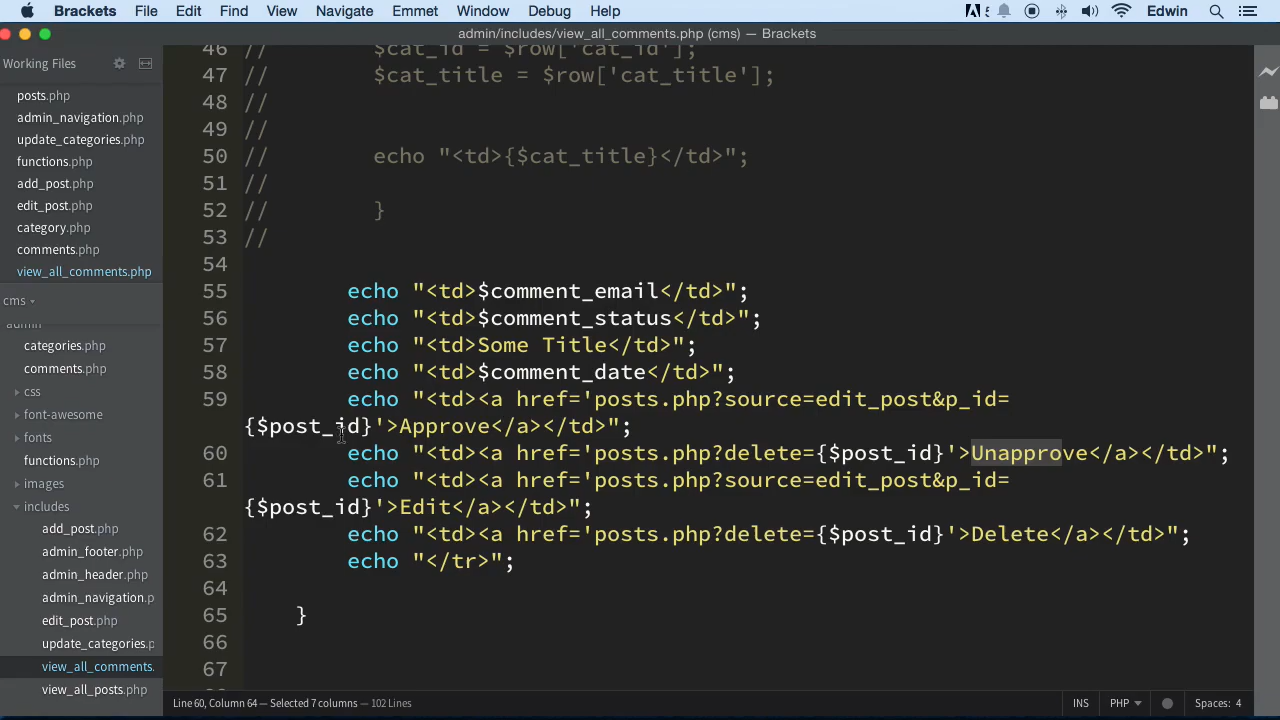 Brackets File Edit Find View Navigate Emmet Window Debug Help Edwin
admin/includes/view_all_comments.php (cms) — Brackets
Working Files
posts.php
admin_navigation.php
update_categories.php
functions.php
add_post.php
edit_post.php
category.php
comments.php
view_all_comments.php
cms
admin
categories.php
comments.php
css
font-awesome
fonts
functions.php
images
includes
add_post.php
admin_footer.php
admin_header.php
admin_navigation.p
edit_post.php
update_categories.p
view_all_comments.
view_all_posts.php
46 // $cat_id = $row['cat_id'];
47 // $cat_title = $row['cat_title'];
48 //
49 //
50 // echo "<td>{$cat_title}</td>";
51 //
52 // }
53 //
54
55 echo "<td>$comment_email</td>";
56 echo "<td>$comment_status</td>";
57 echo "<td>Some Title</td>";
58 echo "<td>$comment_date</td>";
59 echo "<td><a href='posts.php?source=edit_post&p_id=
{$post_id}'>Approve</a></td>";
60 echo "<td><a href='posts.php?delete={$post_id}'>Unapprove</a></td>";
61 echo "<td><a href='posts.php?source=edit_post&p_id=
{$post_id}'>Edit</a></td>";
62 echo "<td><a href='posts.php?delete={$post_id}'>Delete</a></td>";
63 echo "</tr>";
64
65 }
66
67
Line 60, Column 64 — Selected 7 columns — 102 Lines INS PHP Spaces: 4